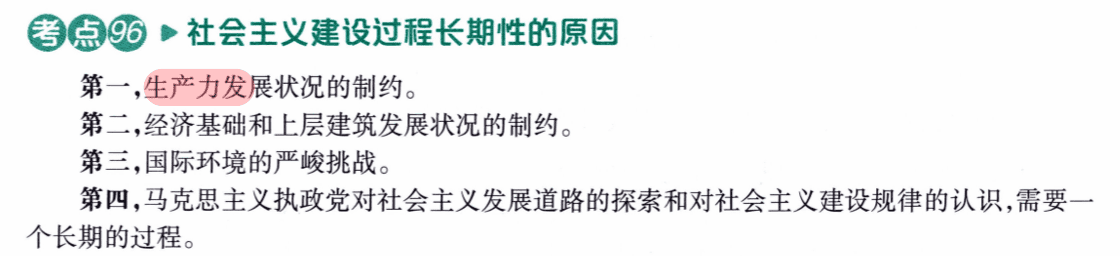 考点96 ▶ 社会主义建设过程长期性的原因
第一,生产力发展状况的制约。
第二,经济基础和上层建筑发展状况的制约。
第三,国际环境的严峻挑战。
第四,马克思主义执政党对社会主义发展道路的探索和对社会主义建设规律的认识,需要一
个长期的过程。